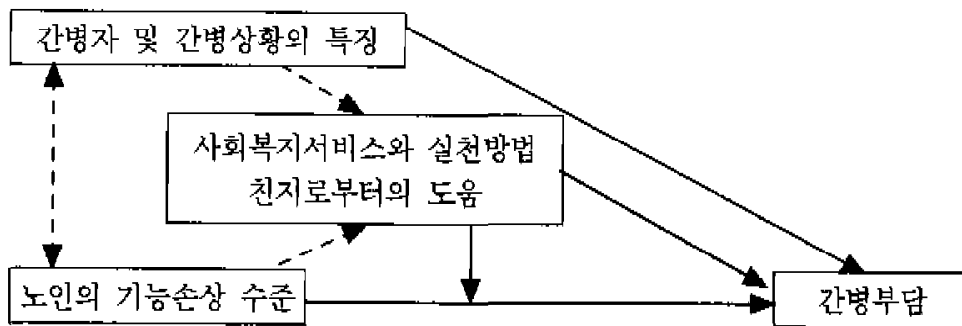 간병자 및 간병상황의 특징
사회복지서비스와 실천방법
친지로부터의 도움
노인의 기능손상 수준
간병부담